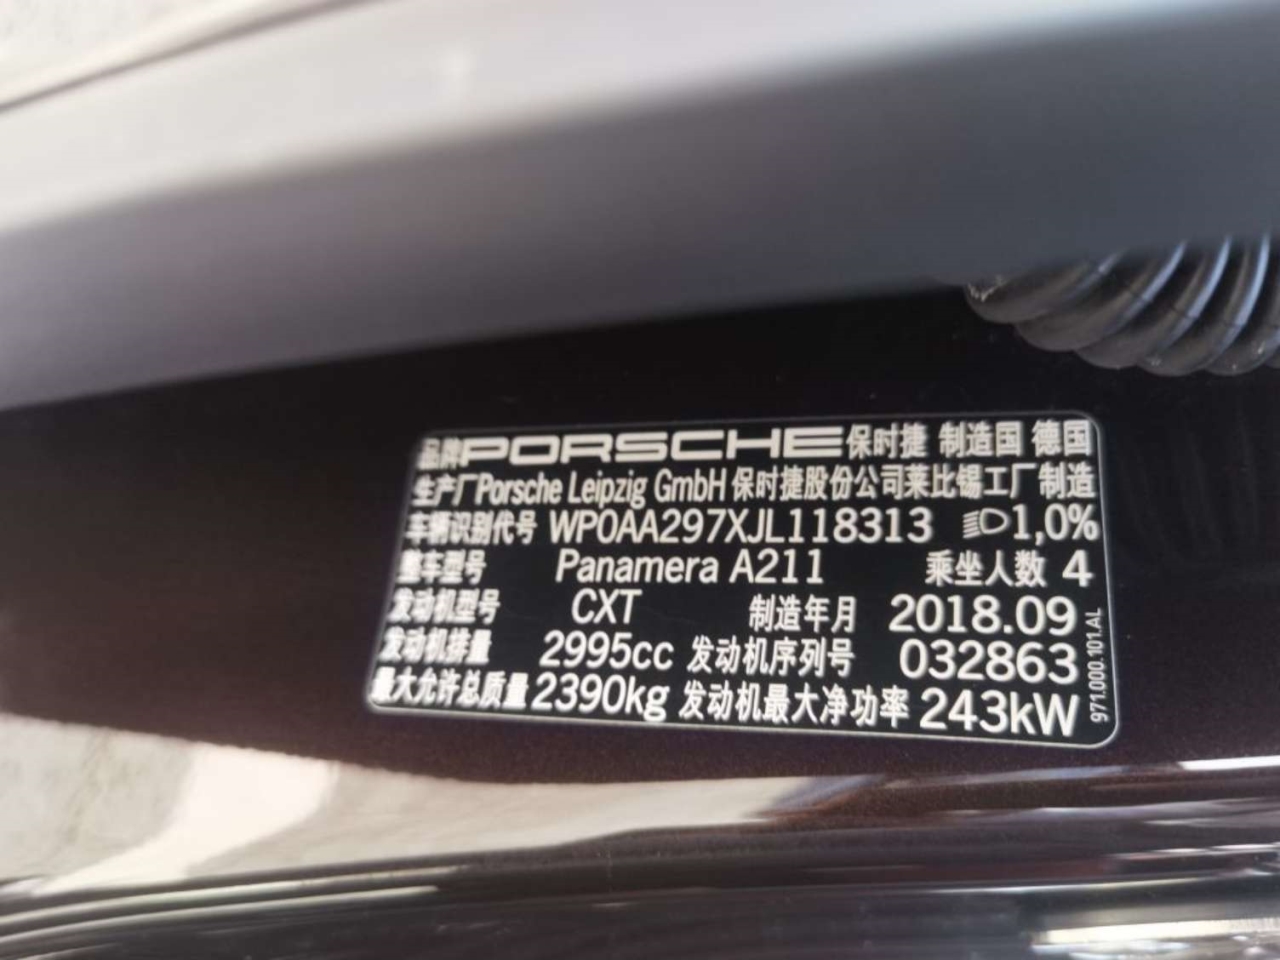 品牌PORSCHE保时捷 制造国 德国
生产厂Porsche Leipzig GmbH 保时捷股份公司莱比锡工厂制造
车辆识别代号 WP0AA297XJL118313 1,0%
整车型号 Panamera A211 乘坐人数 4
发动机型号 CXT 制造年月 2018.09
发动机排量 2995cc 发动机序列号 032863
最大允许总质量 2390kg 发动机最大净功率 243kW
971.000.101.AL